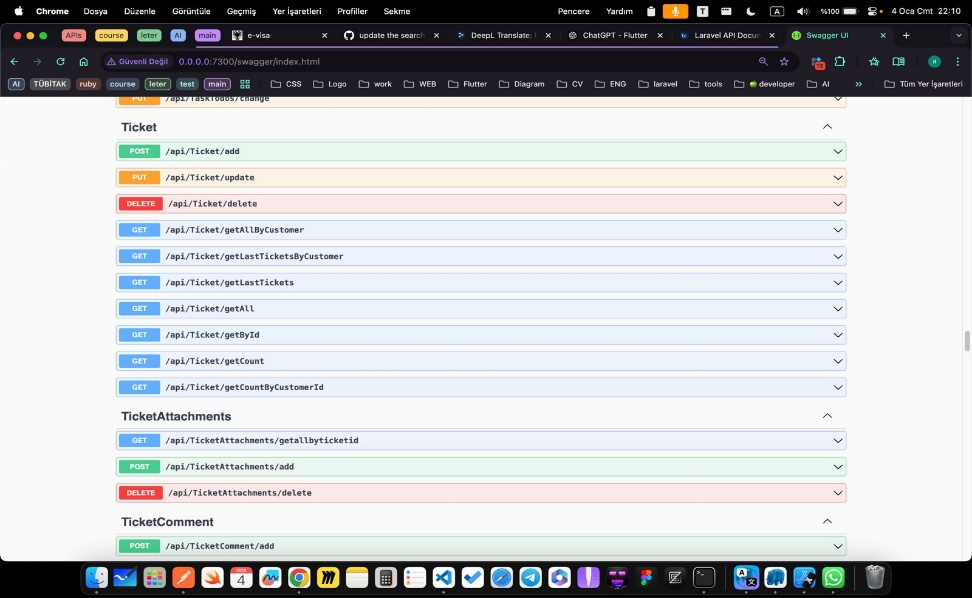 Chrome Dosya Düzenle Görüntüle Geçmiş Yer İşaretleri Profiller Sekme Pencere Yardım T A %100 4 Oca Cmt 22:10
APIs course leter AI main e-visa update the search DeepL Translate: ChatGPT - Flutter Laravel API Docun Swagger UI
Güvenli Değil 0.0.0.0:7300/swagger/index.html
AI TÜBİTAK ruby course leter test main CSS Logo work WEB Flutter Diagram CV ENG laravel tools developer AI Tüm Yer İşaretleri
PUT /api/TaskTodos/change
Ticket
POST /api/Ticket/add
PUT /api/Ticket/update
DELETE /api/Ticket/delete
GET /api/Ticket/getAllByCustomer
GET /api/Ticket/getLastTicketsByCustomer
GET /api/Ticket/getLastTickets
GET /api/Ticket/getAll
GET /api/Ticket/getById
GET /api/Ticket/getCount
GET /api/Ticket/getCountByCustomerId
TicketAttachments
GET /api/TicketAttachments/getallbyticketid
POST /api/TicketAttachments/add
DELETE /api/TicketAttachments/delete
TicketComment
POST /api/TicketComment/add
OCA
4